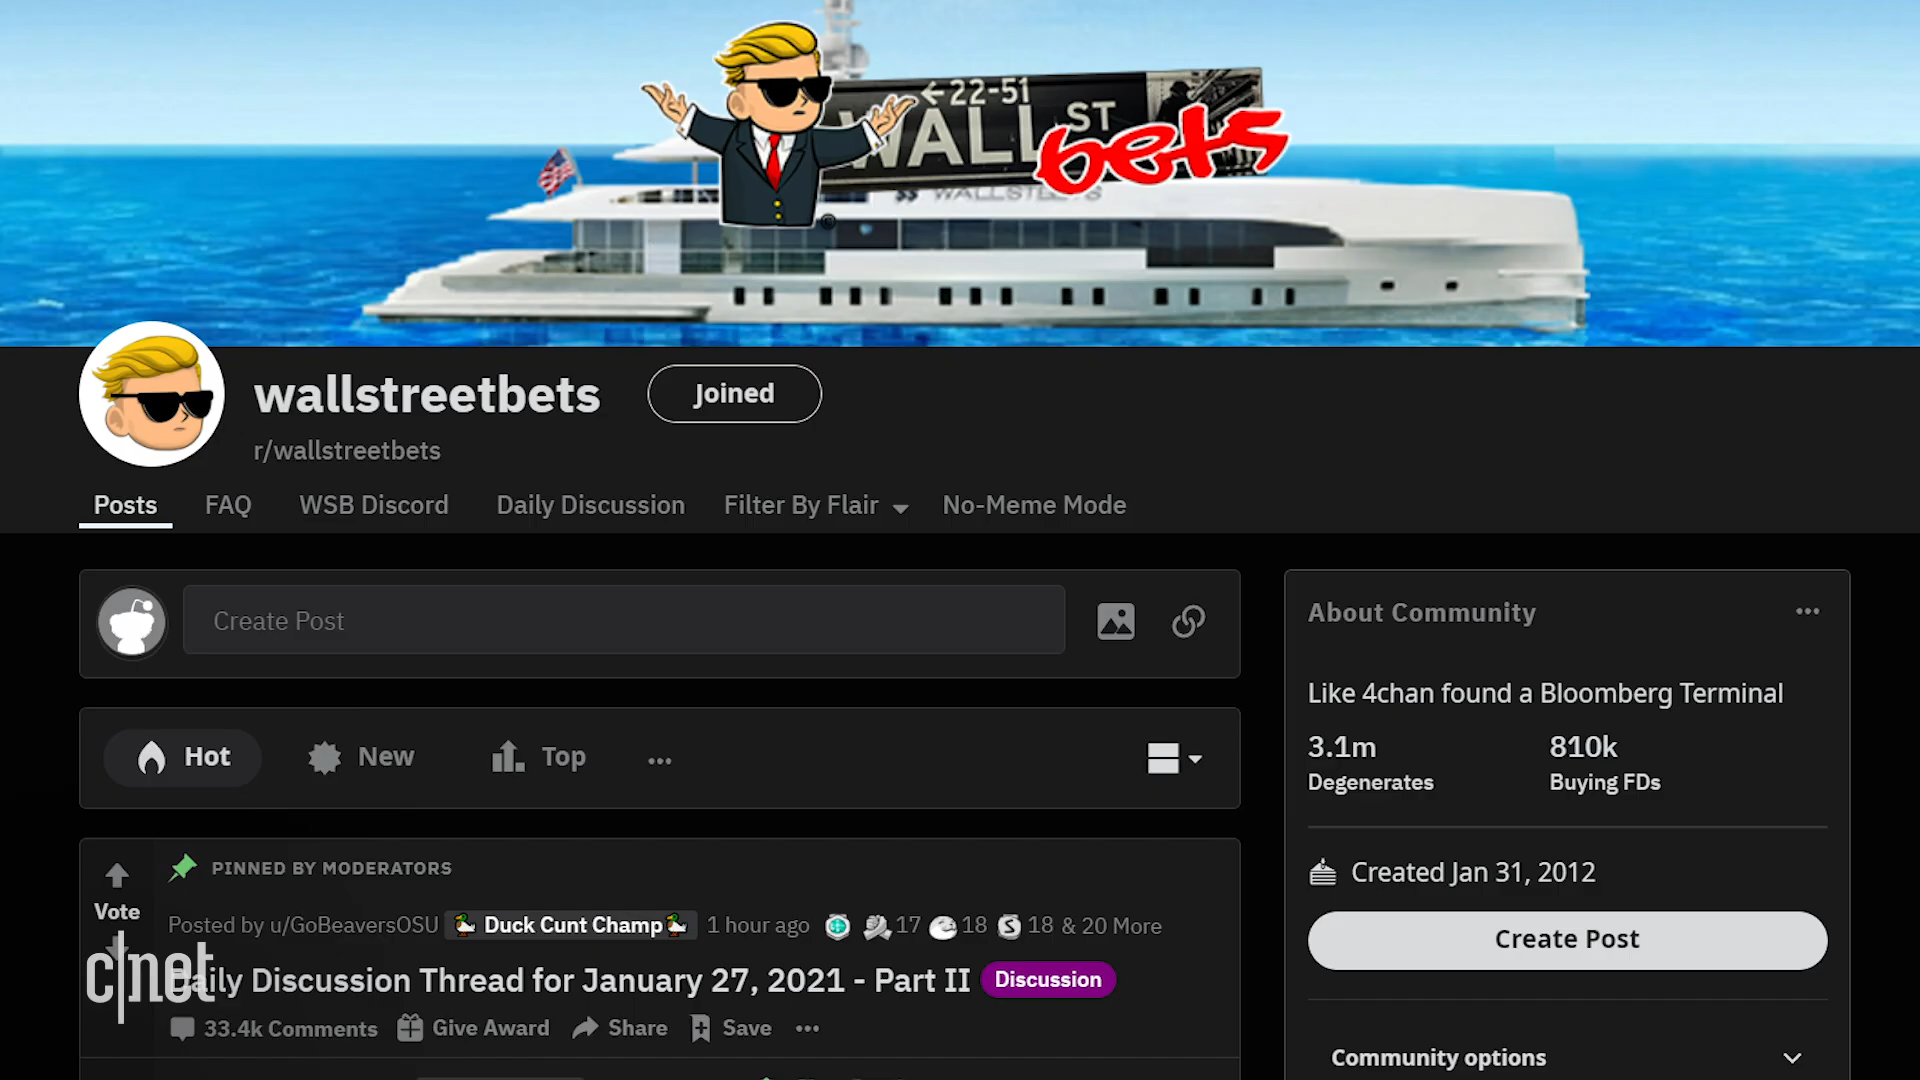 ←22-51
WALL ST
bets
WALLSTBETS
wallstreetbets
Joined
r/wallstreetbets
Posts
FAQ
WSB Discord
Daily Discussion
Filter By Flair
No-Meme Mode
Create Post
Hot
New
Top
PINNED BY MODERATORS
Vote
Posted by u/GoBeaversOSU Duck Cunt Champ 1 hour ago 17 18 S 18 & 20 More
Daily Discussion Thread for January 27, 2021 - Part II Discussion
33.4k Comments
Give Award
Share
Save
c|net
About Community
Like 4chan found a Bloomberg Terminal
3.1m
Degenerates
810k
Buying FDs
Created Jan 31, 2012
Create Post
Community options